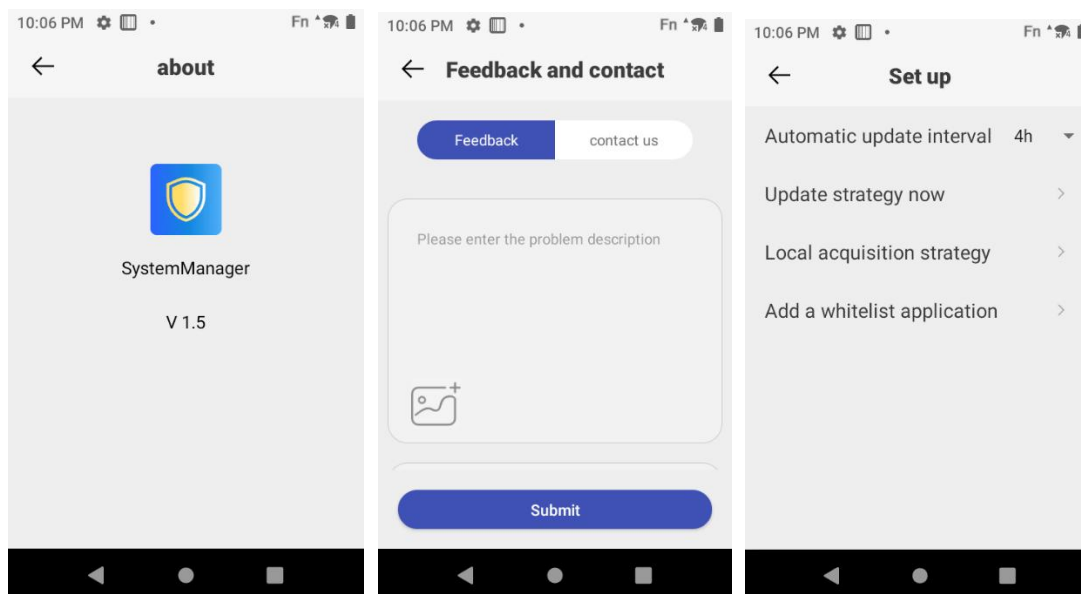 10:06 PM Fn
about
SystemManager
V 1.5
10:06 PM Fn
Feedback and contact
Feedback contact us
Please enter the problem description
Submit
10:06 PM Fn
Set up
Automatic update interval 4h
Update strategy now
Local acquisition strategy
Add a whitelist application